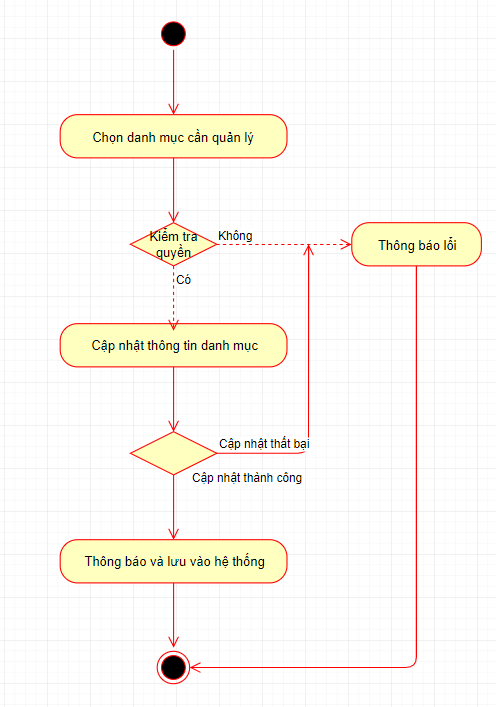 Chọn danh mục cần quản lý
Kiểm tra
quyền
Không
Thông báo lổi
Có
Cập nhật thông tin danh mục
Cập nhật thất bại
Cập nhật thành công
Thông báo và lưu vào hệ thống